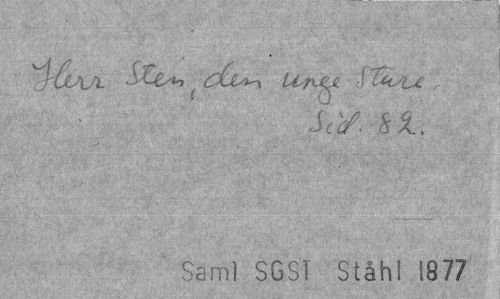 Herr Sten, den unge Sture.
Sid. 82.
Saml SGST Ståhl 1877